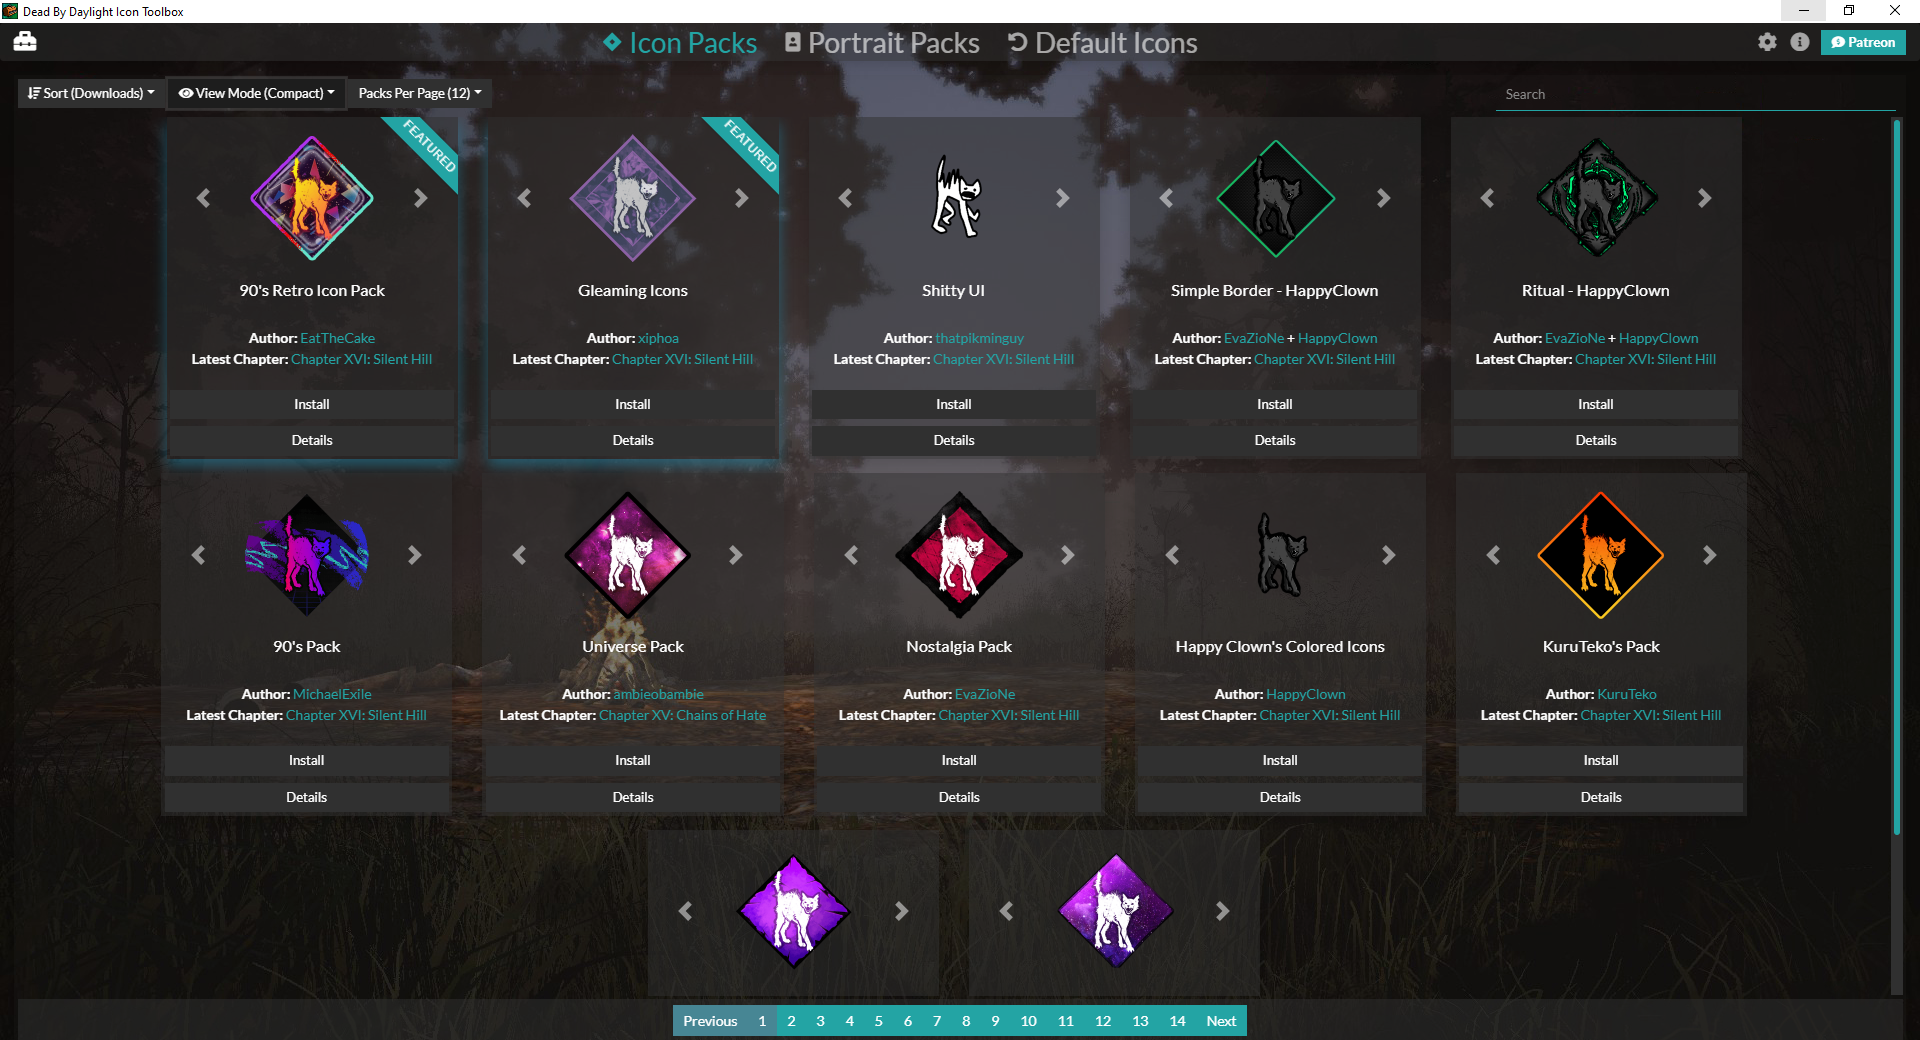 Dead By Daylight Icon Toolbox
Icon Packs
Portrait Packs
Default Icons
Patreon
Sort (Downloads)
View Mode (Compact)
Packs Per Page (12)
Search
FEATURED
90's Retro Icon Pack
Author: EatTheCake
Latest Chapter: Chapter XVI: Silent Hill
Install
Details
FEATURED
Gleaming Icons
Author: xiphoa
Latest Chapter: Chapter XVI: Silent Hill
Install
Details
Shitty UI
Author: thatpikminguy
Latest Chapter: Chapter XVI: Silent Hill
Install
Details
Simple Border - HappyClown
Author: EvaZioNe + HappyClown
Latest Chapter: Chapter XVI: Silent Hill
Install
Details
Ritual - HappyClown
Author: EvaZioNe + HappyClown
Latest Chapter: Chapter XVI: Silent Hill
Install
Details
90's Pack
Author: MichaelExile
Latest Chapter: Chapter XVI: Silent Hill
Install
Details
Universe Pack
Author: ambieobambie
Latest Chapter: Chapter XV: Chains of Hate
Install
Details
Nostalgia Pack
Author: EvaZioNe
Latest Chapter: Chapter XVI: Silent Hill
Install
Details
Happy Clown's Colored Icons
Author: HappyClown
Latest Chapter: Chapter XVI: Silent Hill
Install
Details
KuruTeko's Pack
Author: KuruTeko
Latest Chapter: Chapter XVI: Silent Hill
Install
Details
Previous 1 2 3 4 5 6 7 8 9 10 11 12 13 14 Next